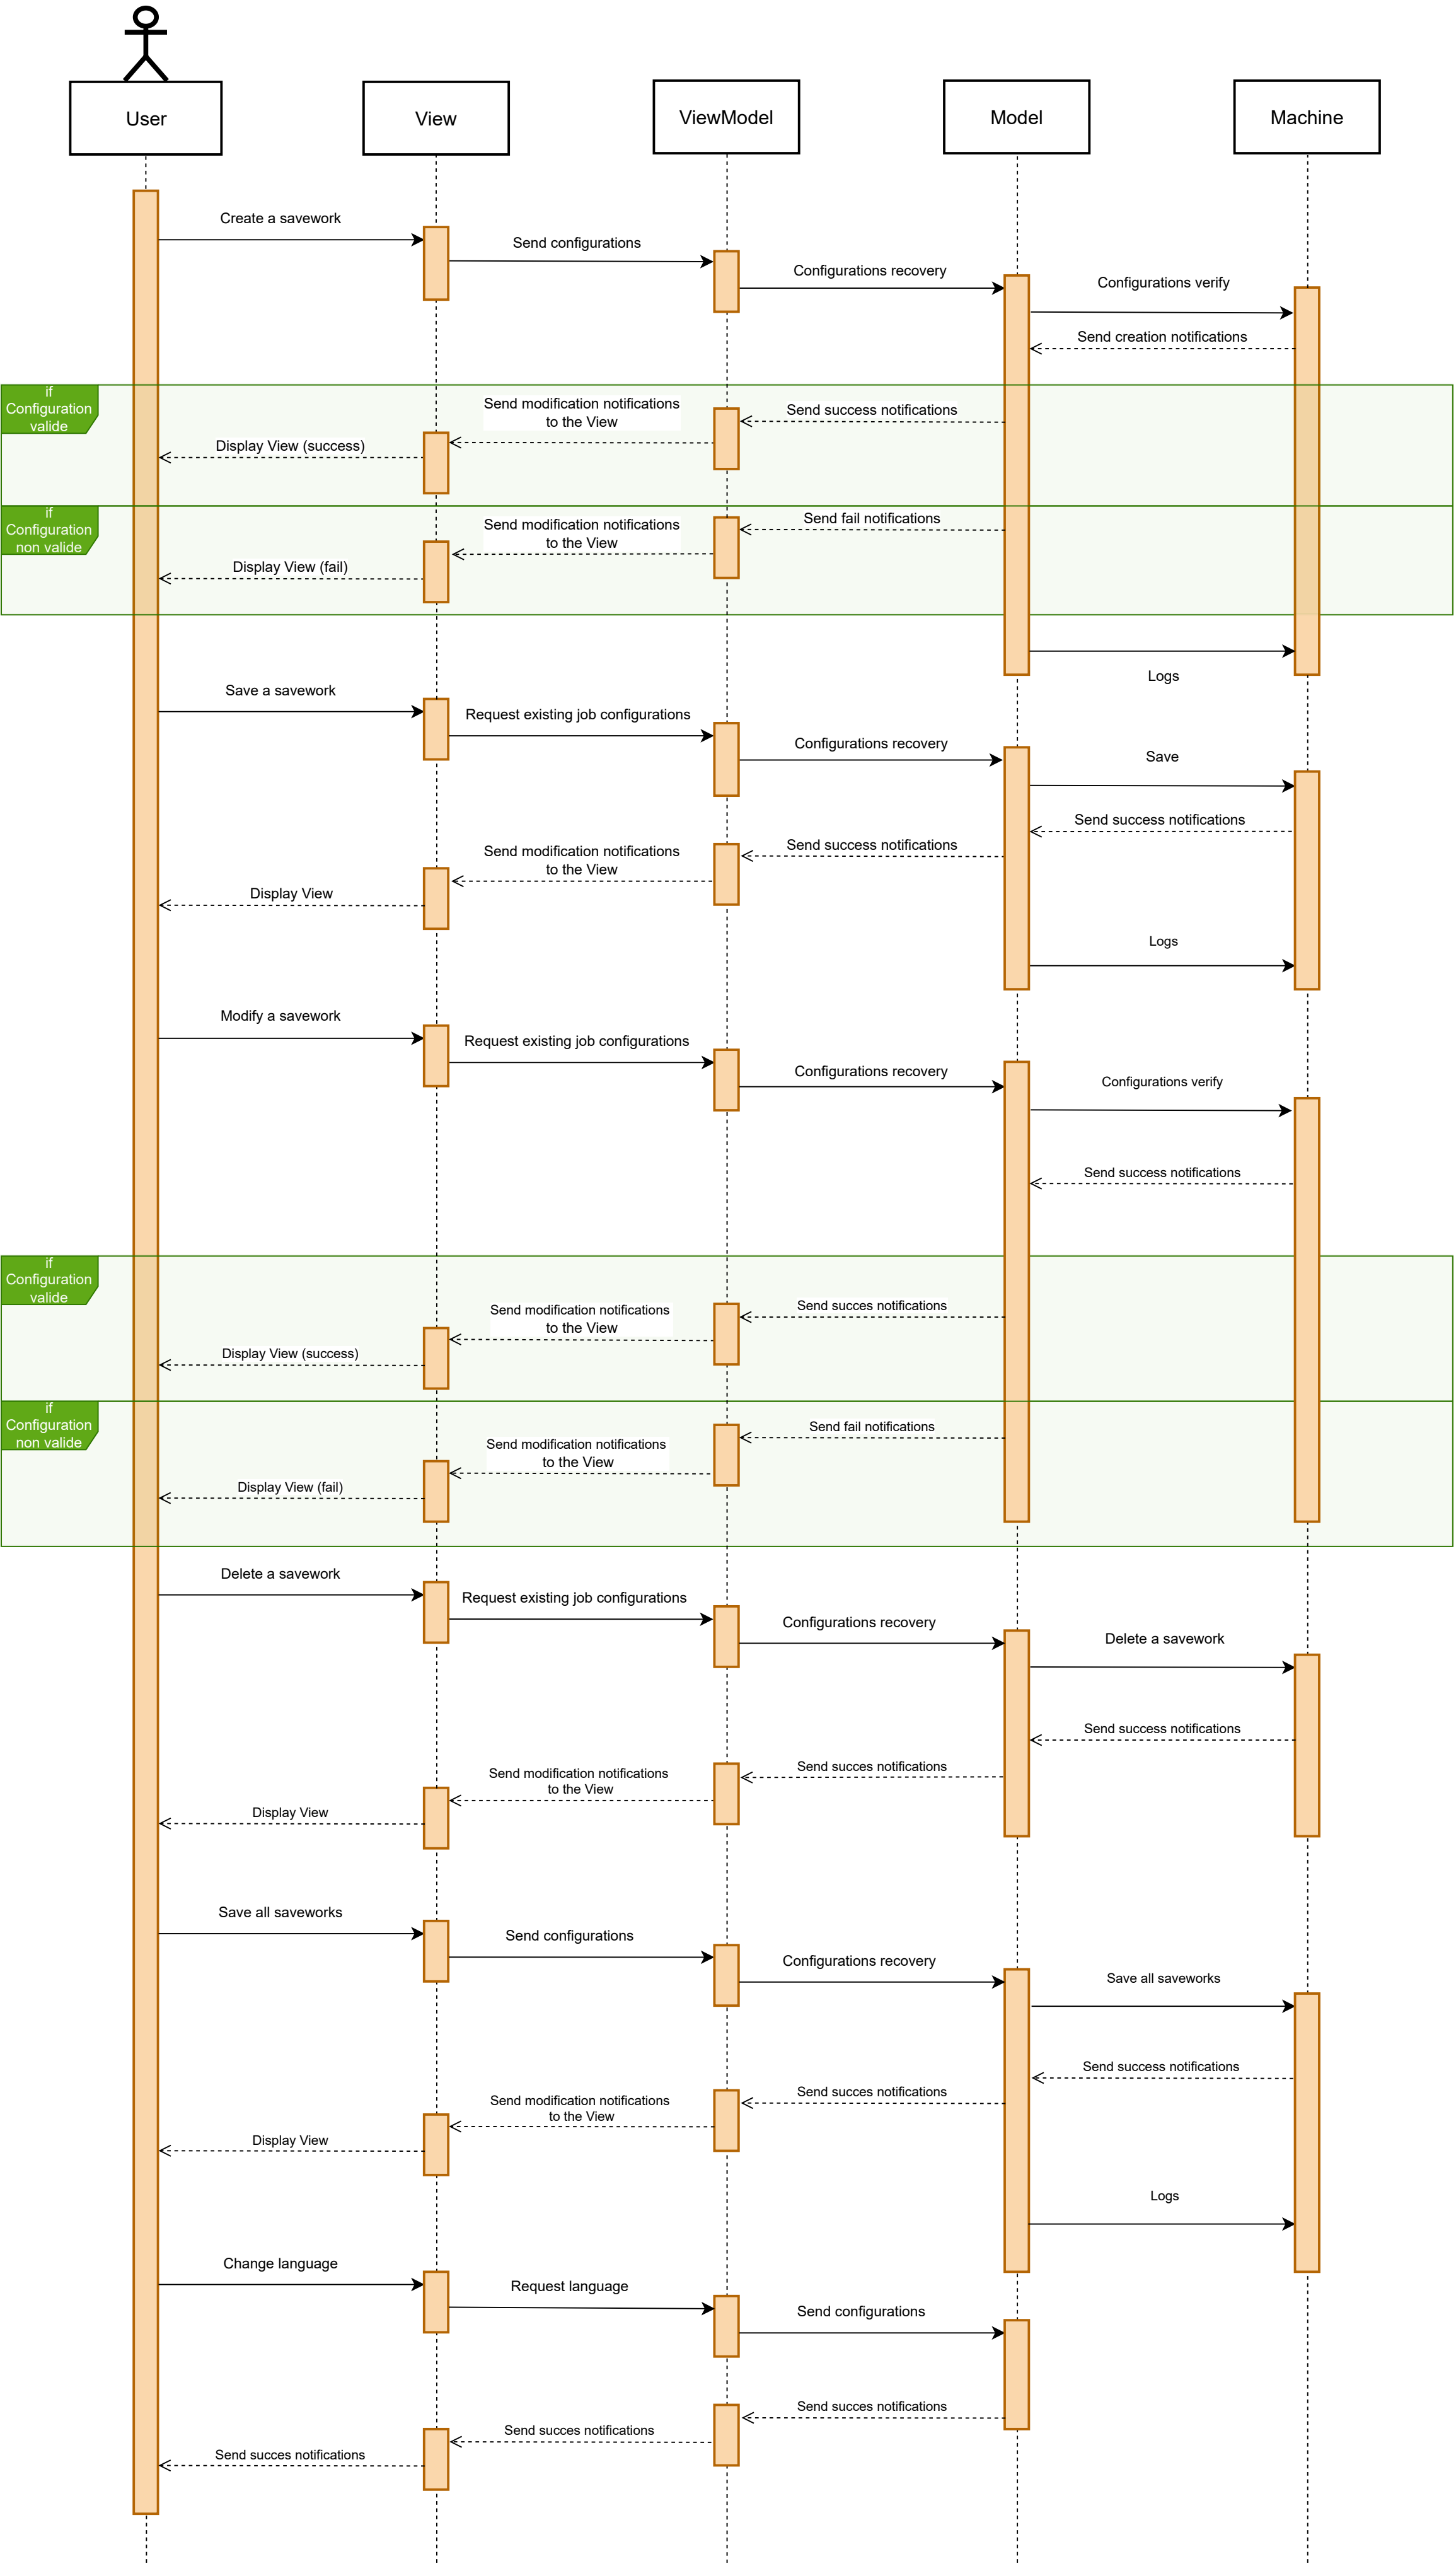 User
View
ViewModel
Model
Machine
Create a savework
Send configurations
Configurations recovery
Configurations verify
Send creation notifications
if
Configuration
valide
Send modification notifications
to the View
Send success notifications
Display View (success)
if
Configuration
non valide
Send modification notifications
to the View
Send fail notifications
Display View (fail)
Logs
Save a savework
Request existing job configurations
Configurations recovery
Save
Send success notifications
Send success notifications
Send modification notifications
to the View
Display View
Logs
Modify a savework
Request existing job configurations
Configurations recovery
Configurations verify
Send success notifications
if
Configuration
valide
Send modification notifications
to the View
Send succes notifications
Display View (success)
if
Configuration
non valide
Send fail notifications
Send modification notifications
to the View
Display View (fail)
Delete a savework
Request existing job configurations
Configurations recovery
Delete a savework
Send success notifications
Send succes notifications
Send modification notifications
to the View
Display View
Save all saveworks
Send configurations
Configurations recovery
Save all saveworks
Send success notifications
Send succes notifications
Send modification notifications
to the View
Display View
Logs
Change language
Request language
Send configurations
Send succes notifications
Send succes notifications
Send succes notifications